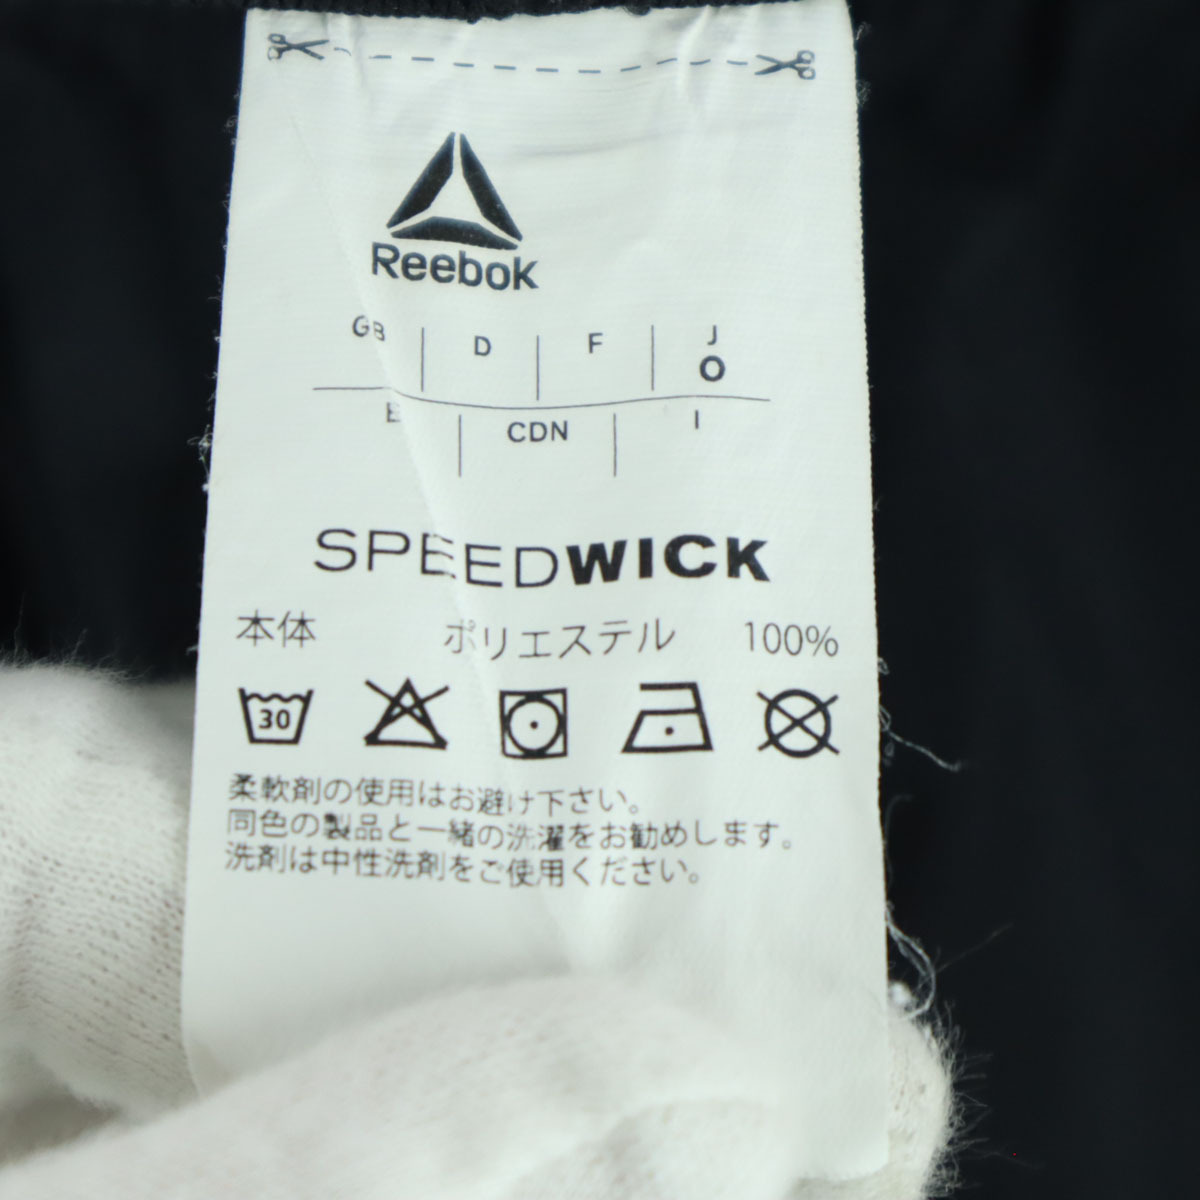 Reebok
GB D F J
O
E CDN I
SPEEDWICK
本体 ポリエステル 100%
30
柔軟剤の使用はお避け下さい。
同色の製品と一緒の洗濯をお勧めします。
洗剤は中性洗剤をご使用ください。